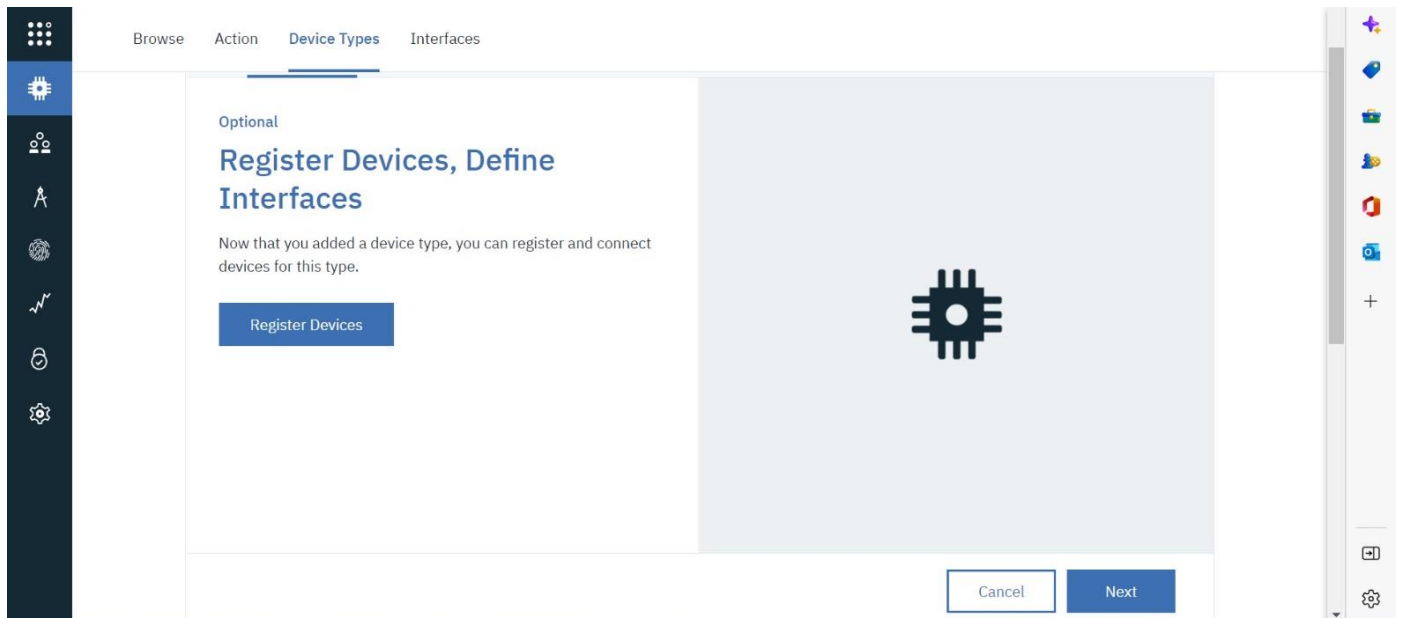 Browse Action Device Types Interfaces
Optional
Register Devices, Define
Interfaces
Now that you added a device type, you can register and connect
devices for this type.
Register Devices
Cancel Next